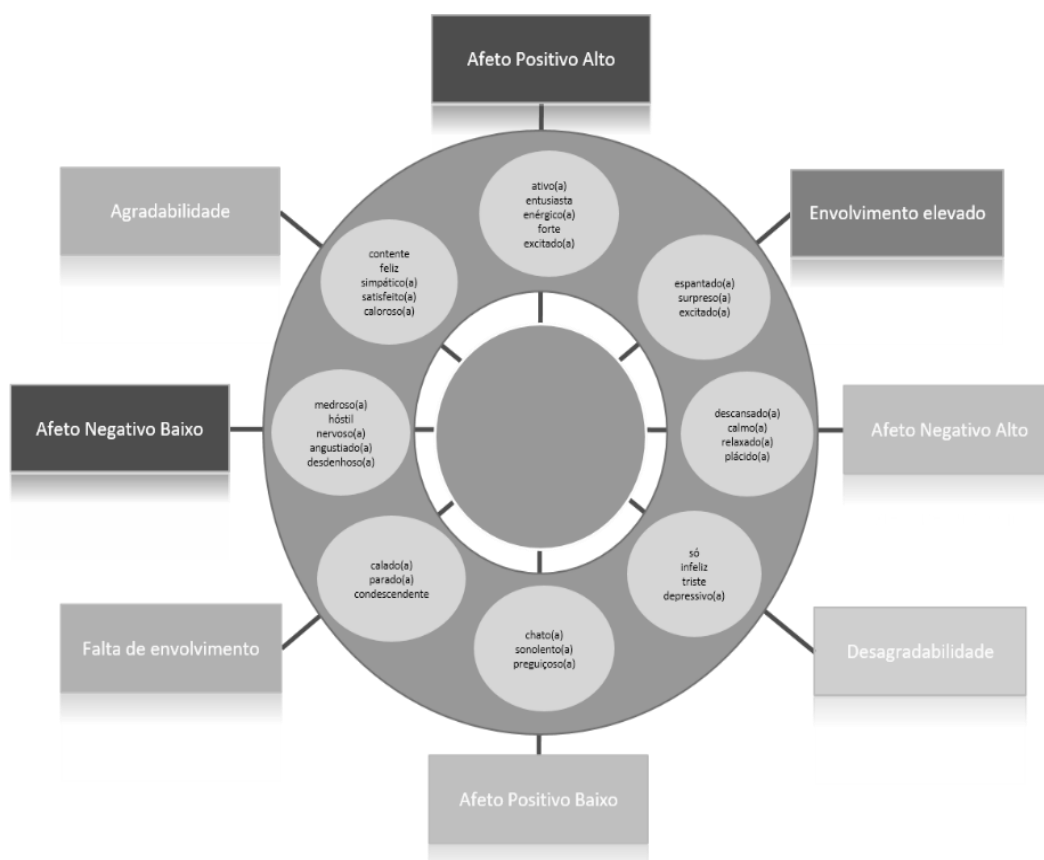 Afeto Positivo Alto
Agradabilidade
Envolvimento elevado
ativo(a)
entusiasta
enérgico(a)
forte
excitado(a)
contente
feliz
simpático(a)
satisfeito(a)
caloroso(a)
espantado(a)
surpreso(a)
excitado(a)
Afeto Negativo Baixo
medroso(a)
hóstil
nervoso(a)
angustiado(a)
desdenhoso(a)
descansado(a)
calmo(a)
relaxado(a)
plácido(a)
Afeto Negativo Alto
calado(a)
parado(a)
condescendente
só
infeliz
triste
depressivo(a)
Falta de envolvimento
chato(a)
sonolento(a)
preguiçoso(a)
Desagradabilidade
Afeto Positivo Baixo